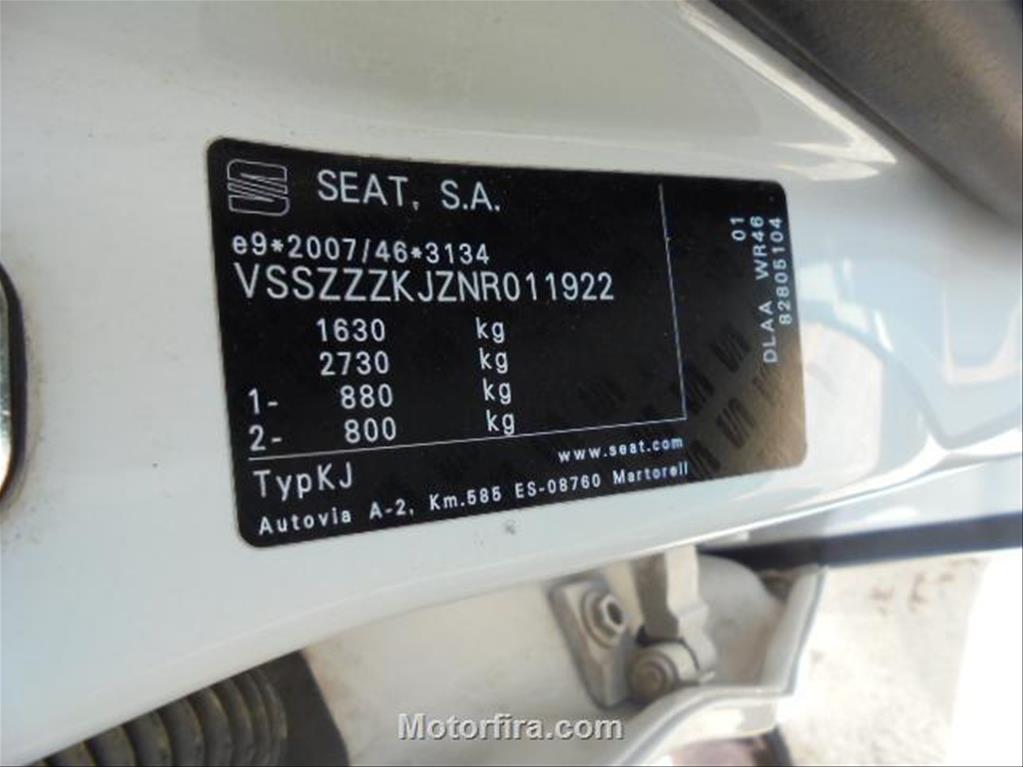 SEAT, S.A.
e9*2007/46*3134
VSSZZZKJZNR011922
1630 kg
2730 kg
1- 880 kg
2- 800 kg
www.seat.com
TypKJ
Autovia A-2, Km.585 ES-08760 Martorell
01
DLAA WR46
82805104
Motorfira.com